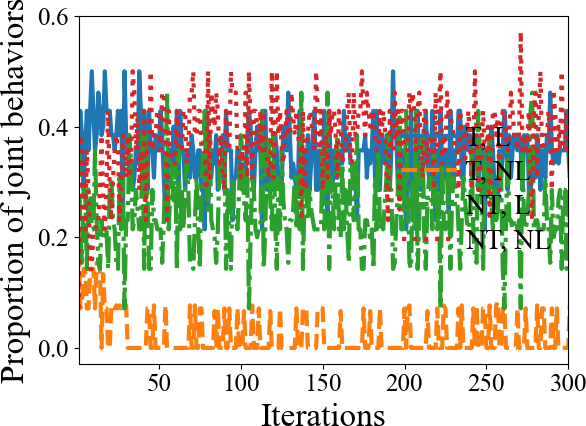 Proportion of joint behaviors
0.6
0.4
0.2
0.0
T, L
T, NL
NT, L
NT, NL
50
100
150
200
250
300
Iterations